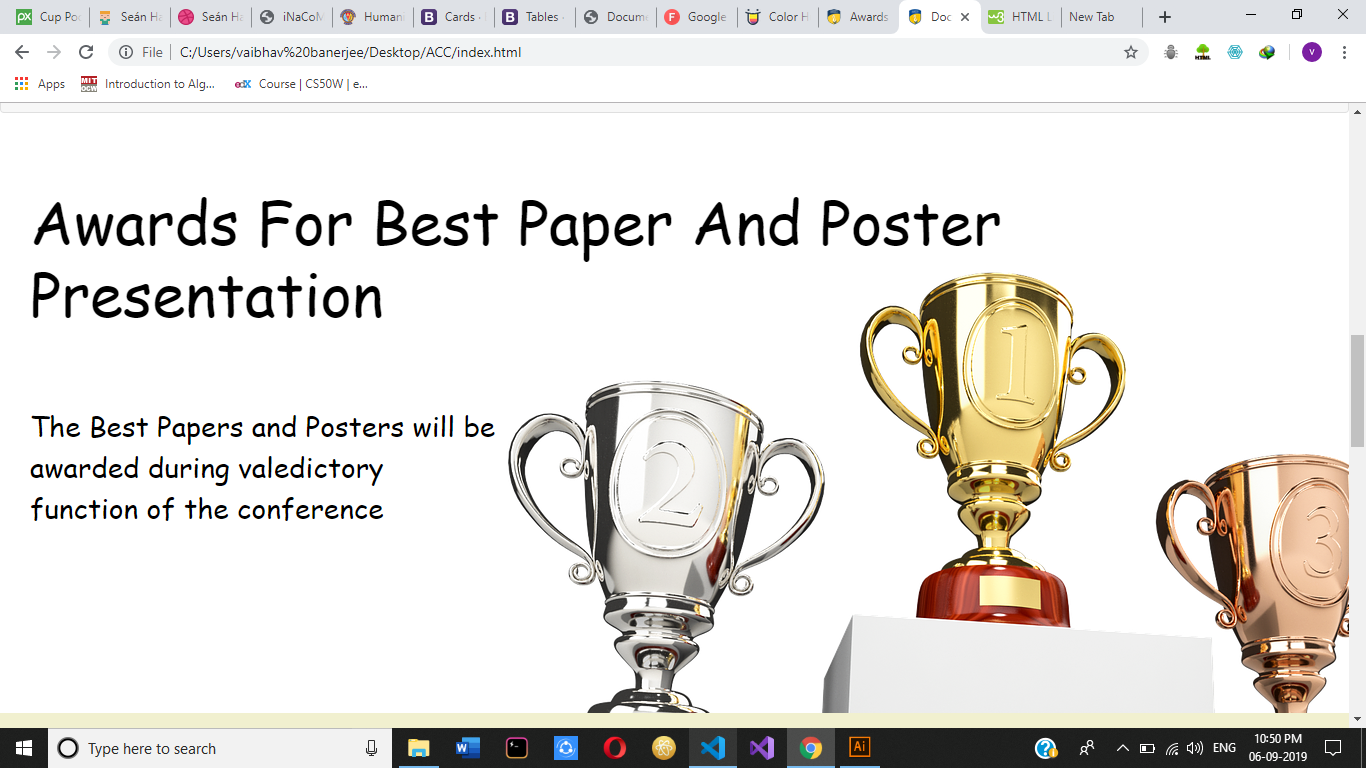 Cup Po
Seán Ha
Seán Ha
iNaCoM
Human
Cards ·
Tables ·
Docume
Google
Color H
Awards
Doc
HTML L
New Tab
File | C:/Users/vaibhav%20banerjee/Desktop/ACC/index.html
V
Apps
MIT
Introduction to Alg...
edX
Course | CS50W | e...
Awards For Best Paper And Poster
Presentation
The Best Papers and Posters will be
awarded during valedictory
function of the conference
1
2
3
Type here to search
ENG
10:50 PM
06-09-2019